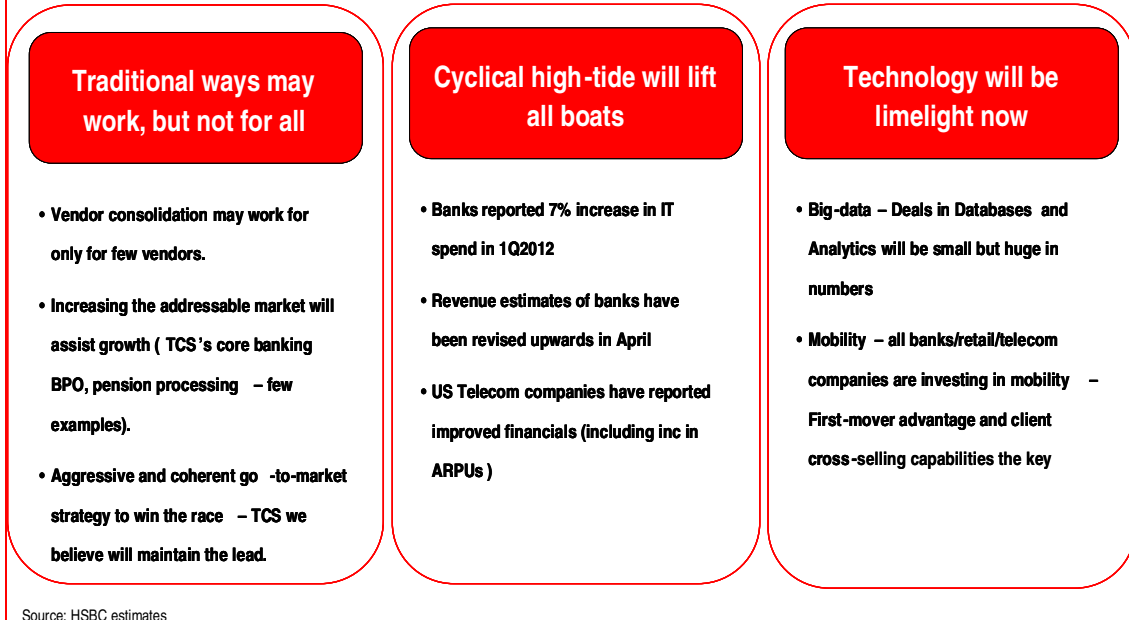 Traditional ways may
work, but not for all
• Vendor consolidation may work for
only for few vendors.
• Increasing the addressable market will
assist growth ( TCS's core banking
BPO, pension processing – few
examples).
• Aggressive and coherent go -to-market
strategy to win the race – TCS we
believe will maintain the lead.
Cyclical high-tide will lift
all boats
• Banks reported 7% increase in IT
spend in 1Q2012
• Revenue estimates of banks have
been revised upwards in April
• US Telecom companies have reported
improved financials (including inc in
ARPUs )
Technology will be
limelight now
• Big-data – Deals in Databases and
Analytics will be small but huge in
numbers
• Mobility – all banks/retail/telecom
companies are investing in mobility –
First-mover advantage and client
cross-selling capabilities the key
Source: HSBC estimates